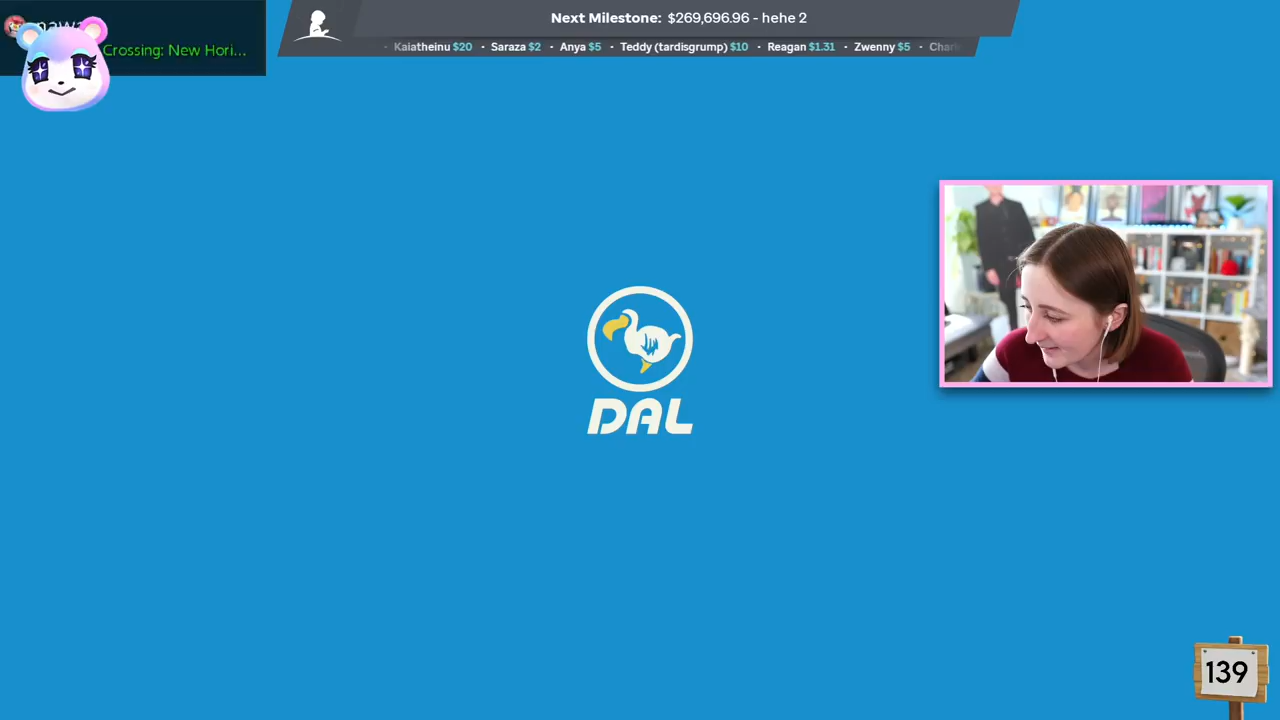 Crossing: New Hori...
Next Milestone: $269,696.96 - hehe 2
Kaiatheinu $20 • Saraza $2 • Anya $5 • Teddy (tardisgrump) $10 • Reagan $1.31 • Zwenny $5 •
DAL
139